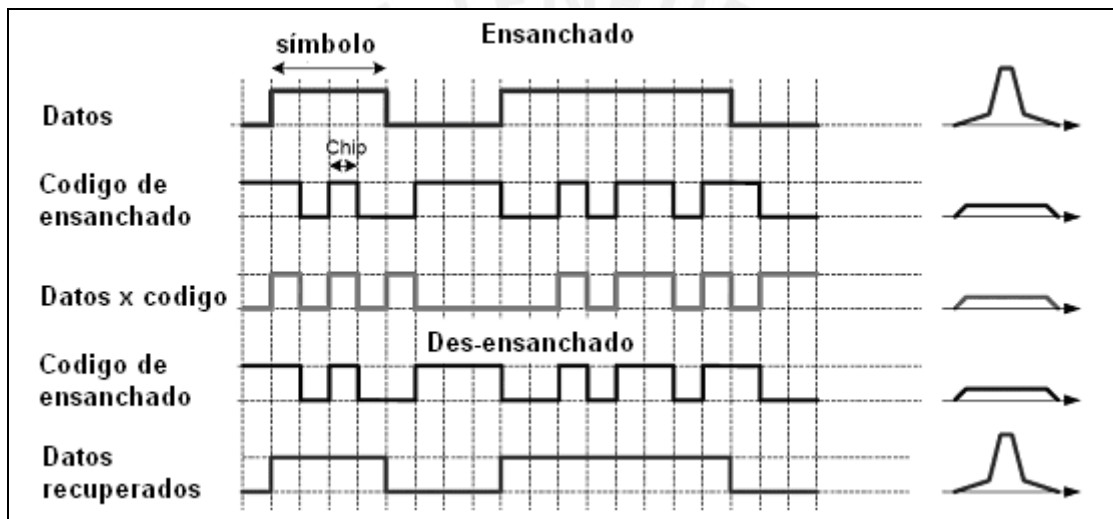 Ensanchado
símbolo
Datos
Chip
Codigo de
ensanchado
Datos x codigo
Des-ensanchado
Codigo de
ensanchado
Datos
recuperados